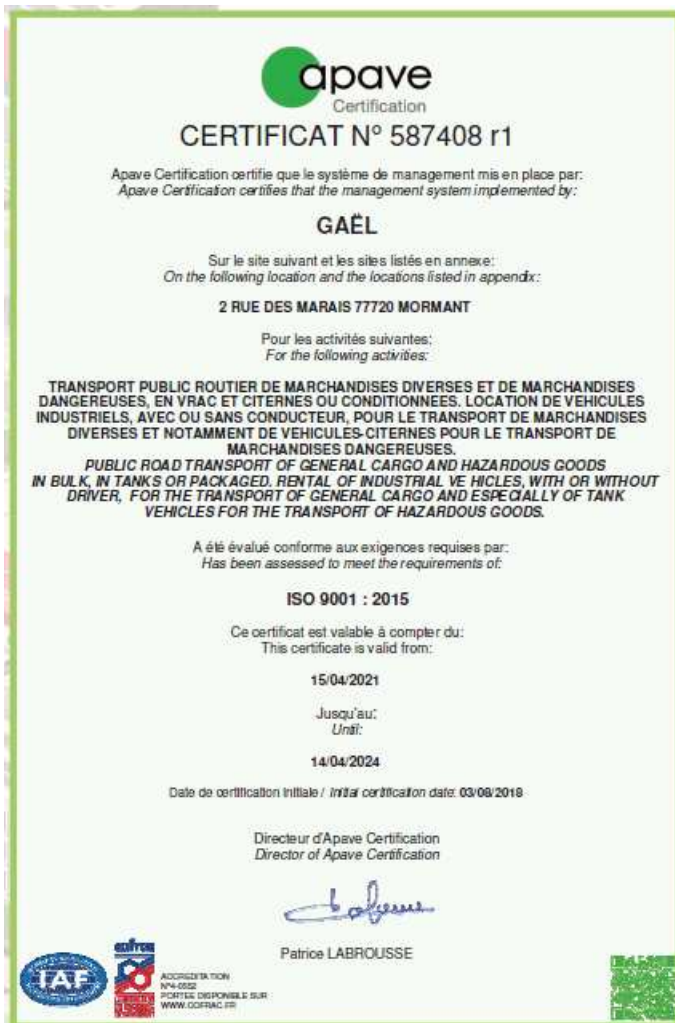 apave
Certification
CERTIFICAT N° 587408 r1
Apave Certification certifie que le système de management mis en place par:
Apave Certification certifies that the management system implemented by:
GAËL
Sur le site suivant et les sites listés en annexe:
On the following location and the locations listed in appendix:
2 RUE DES MARAIS 77720 MORMANT
Pour les activités suivantes:
For the following activities:
TRANSPORT PUBLIC ROUTIER DE MARCHANDISES DIVERSES ET DE MARCHANDISES
DANGEREUSES, EN VRAC ET CITERNES OU CONDITIONNEES. LOCATION DE VEHICULES
INDUSTRIELS, AVEC OU SANS CONDUCTEUR, POUR LE TRANSPORT DE MARCHANDISES
DIVERSES ET NOTAMMENT DE VEHICULES-CITERNES POUR LE TRANSPORT DE
MARCHANDISES DANGEREUSES.
PUBLIC ROAD TRANSPORT OF GENERAL CARGO AND HAZARDOUS GOODS
IN BULK, IN TANKS OR PACKAGED. RENTAL OF INDUSTRIAL VE HICLES, WITH OR WITHOUT
DRIVER, FOR THE TRANSPORT OF GENERAL CARGO AND ESPECIALLY OF TANK
VEHICLES FOR THE TRANSPORT OF HAZARDOUS GOODS.
A été évalué conforme aux exigences requises par:
Has been assessed to meet the requirements of:
ISO 9001 : 2015
Ce certificat est valable à compter du:
This certificate is valid from:
15/04/2021
Jusqu'au:
Until:
14/04/2024
Date de certification initiale / Initial certification date: 03/08/2018
Directeur d'Apave Certification
Director of Apave Certification
Patrice LABROUSSE
IAF
cofrac
ACCREDITATION
N°4-0552
PORTEE DISPONIBLE SUR
WWW.COFRAC.FR